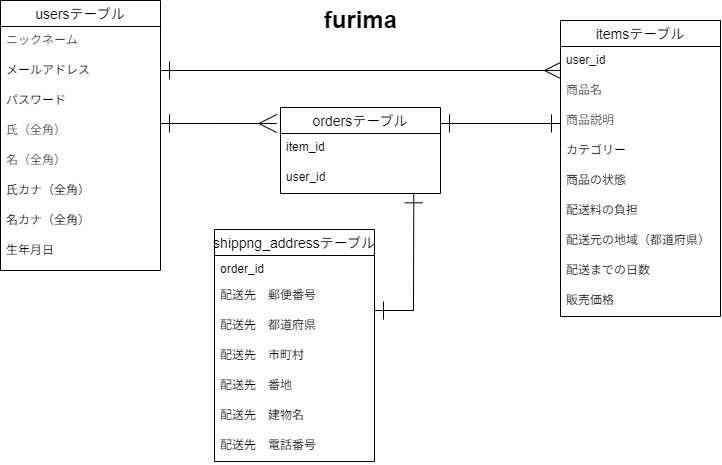 furima
usersテーブル
ニックネーム
メールアドレス
パスワード
氏（全角）
名（全角）
氏カナ（全角）
名カナ（全角）
生年月日
ordersテーブル
item_id
user_id
shippng_addressテーブル
order_id
配送先　郵便番号
配送先　都道府県
配送先　市町村
配送先　番地
配送先　建物名
配送先　電話番号
itemsテーブル
user_id
商品名
商品説明
カテゴリー
商品の状態
配送料の負担
配送元の地域（都道府県）
配送までの日数
販売価格